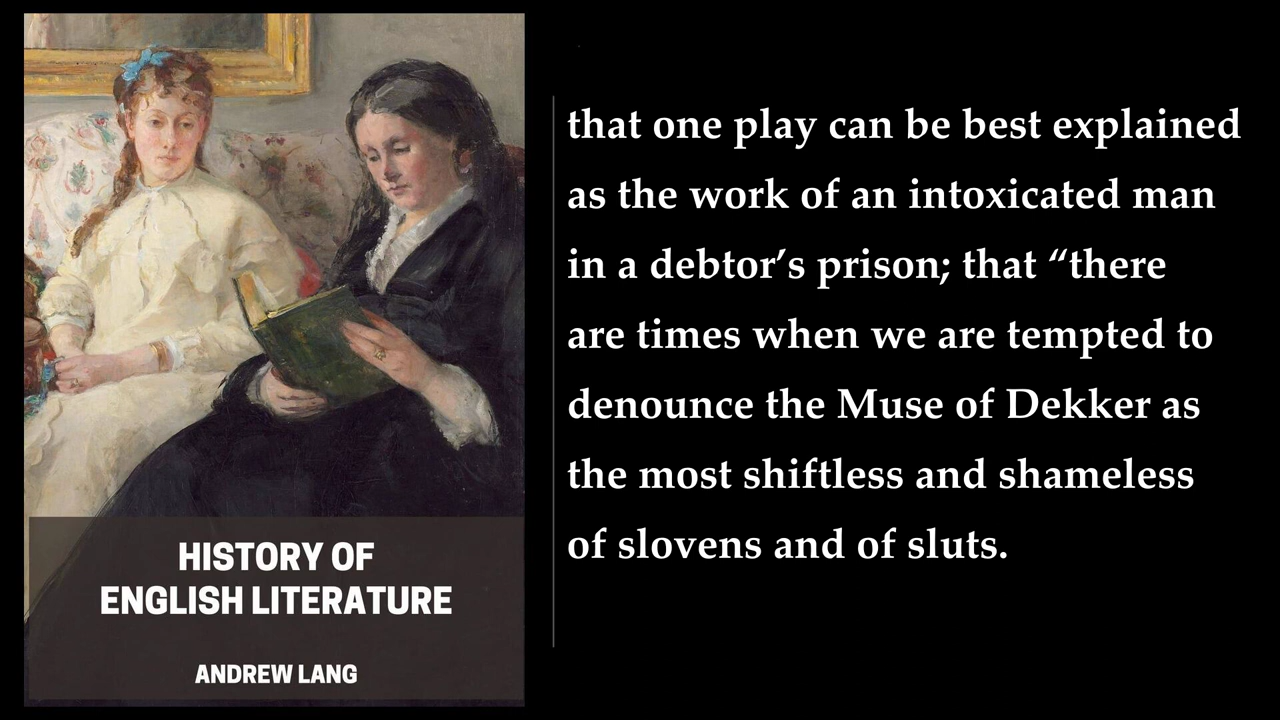 that one play can be best explained
as the work of an intoxicated man
in a debtor’s prison; that “there
are times when we are tempted to
denounce the Muse of Dekker as
the most shiftless and shameless
of slovens and of sluts.
HISTORY OF
ENGLISH LITERATURE
ANDREW LANG